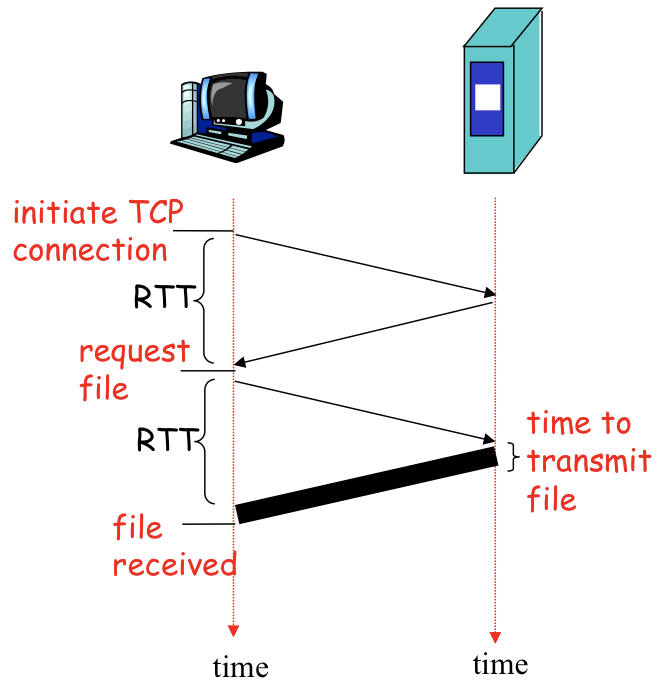 initiate TCP
connection
RTT
request
file
RTT
time to
transmit
file
file
received
time
time